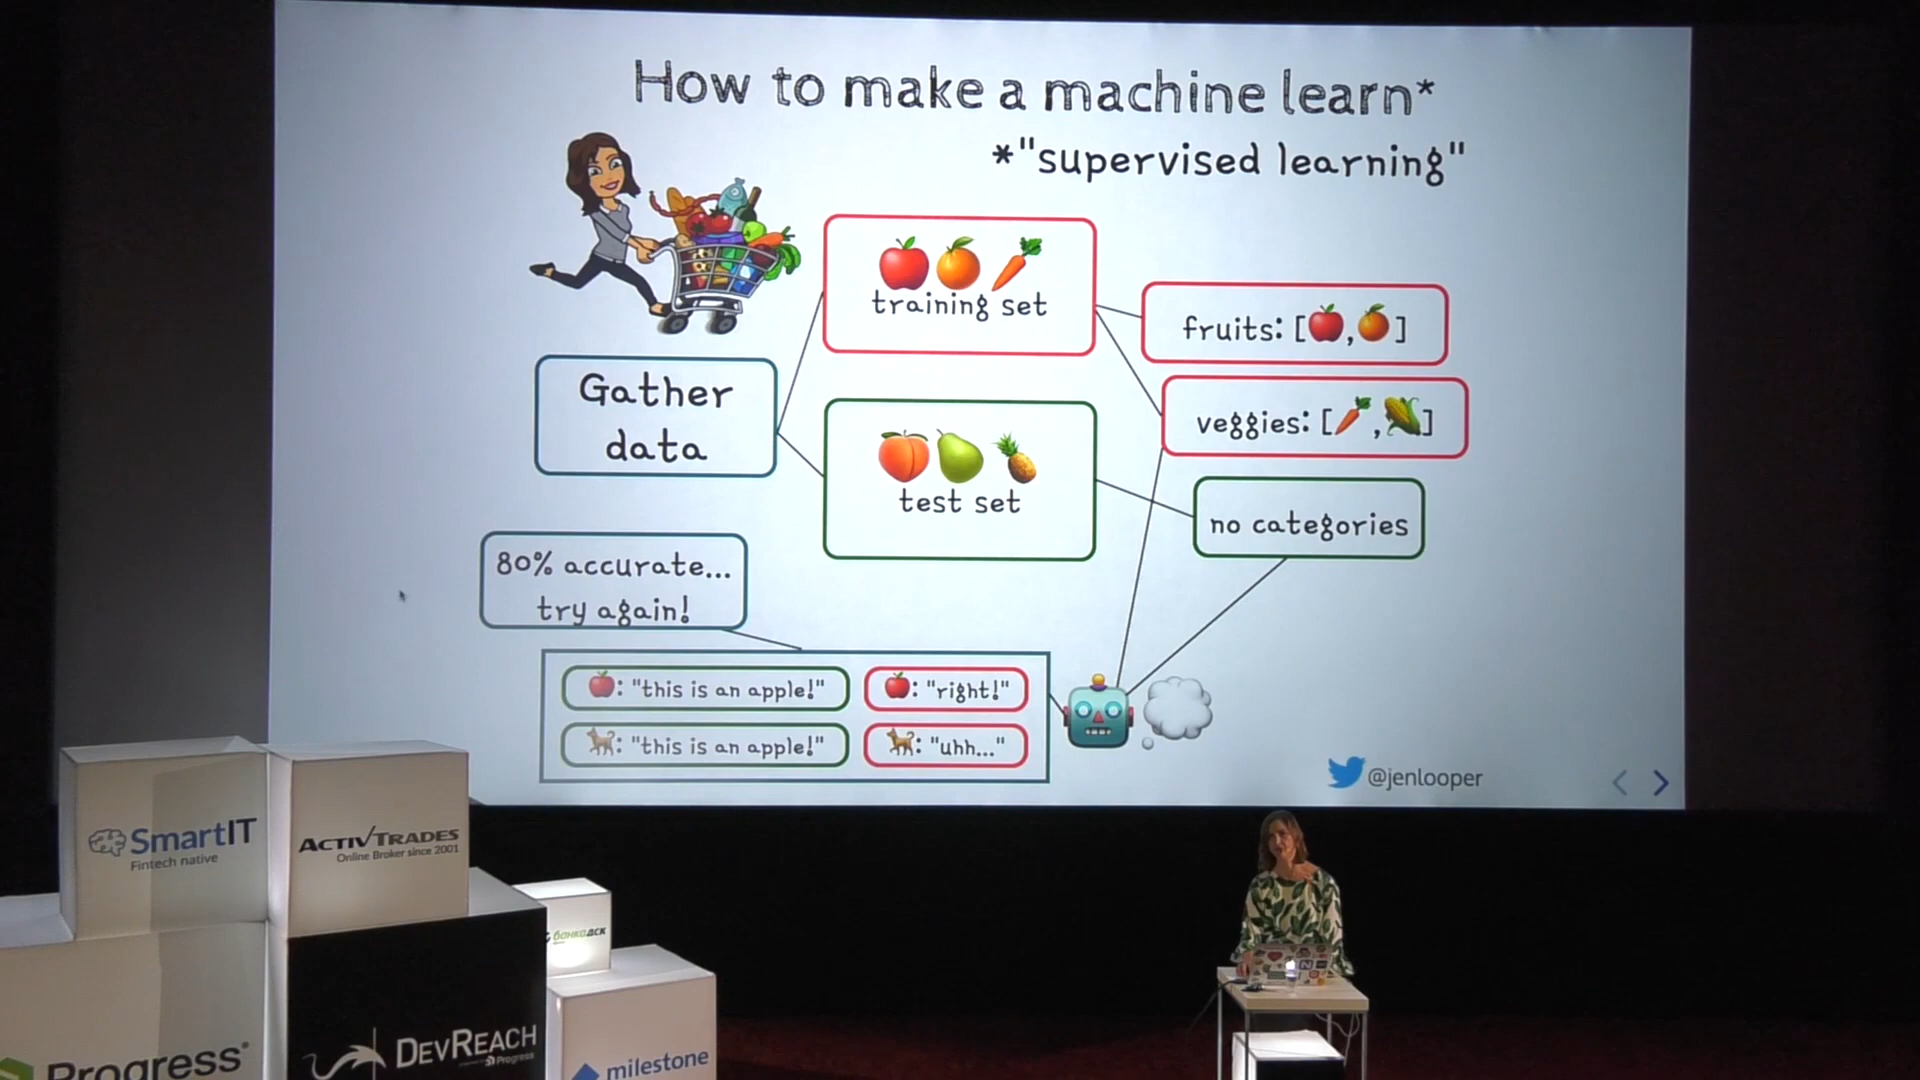 How to make a machine learn*
*"supervised learning"
training set
fruits: [ , ]
Gather
data
veggies: [ , ]
test set
no categories
80% accurate...
try again!
: "this is an apple!"
: "right!"
: "this is an apple!"
: "uhh..."
@jenlooper
SmartIT
Fintech native
ACTIVTRADES
Online Broker since 2001
банкадск
Progress®
DEVREACH
Progress
milestone